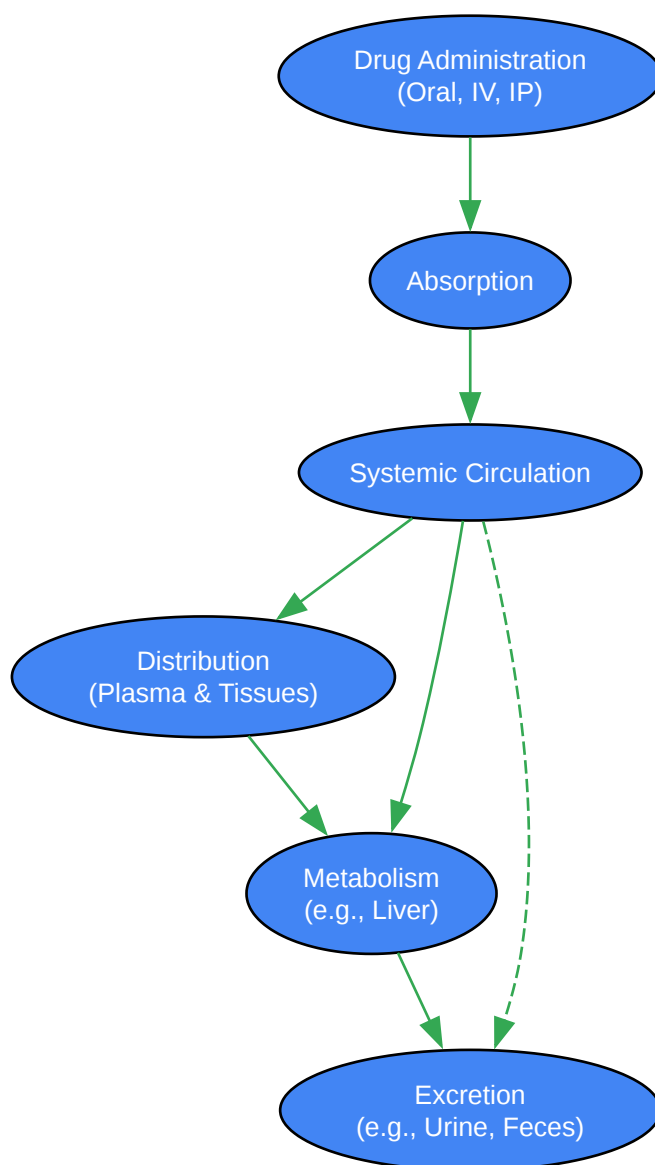 Drug Administration
(Oral, IV, IP)
Absorption
Systemic Circulation
Distribution
(Plasma & Tissues)
Metabolism
(e.g., Liver)
Excretion
(e.g., Urine, Feces)